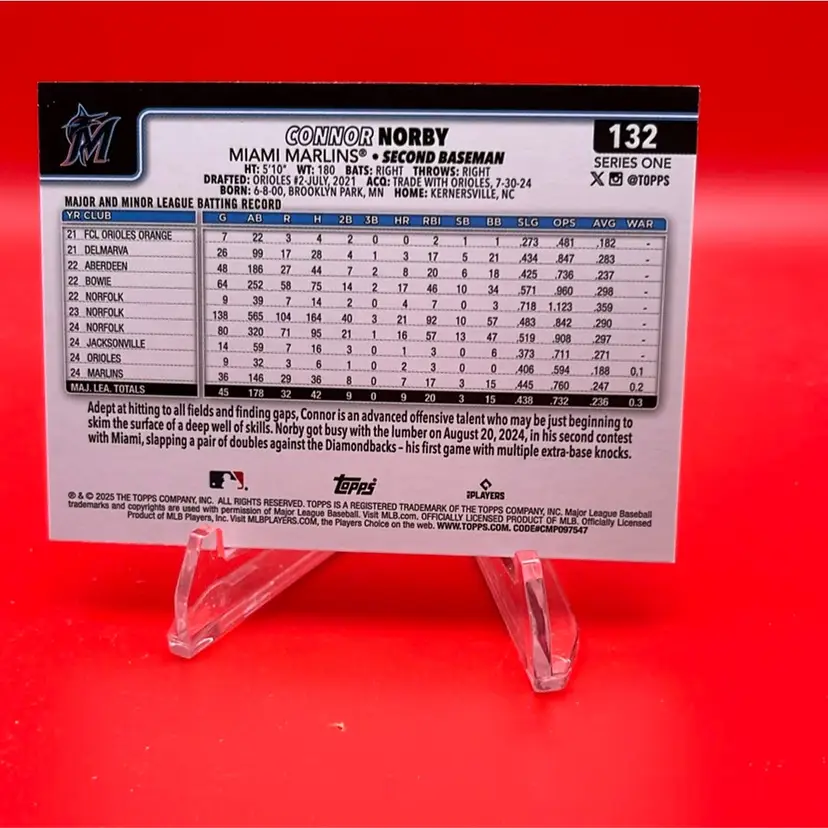 M
CONNOR NORBY
132
MIAMI MARLINS® • SECOND BASEMAN
SERIES ONE
HT: 5'10" WT: 180 BATS: RIGHT THROWS: RIGHT
X @TOPPS
DRAFTED: ORIOLES #2-JULY, 2021 ACQ: TRADE WITH ORIOLES, 7-30-24
BORN: 6-8-00, BROOKLYN PARK, MN HOME: KERNERSVILLE, NC
MAJOR AND MINOR LEAGUE BATTING RECORD
YR CLUB G AB R H 2B 3B HR RBI SB BB SLG OPS AVG WAR
21 FCL ORIOLES ORANGE 7 22 3 4 2 0 0 2 1 1 .273 .481 .182 -
21 DELMARVA 26 99 17 28 4 1 3 17 5 21 .434 .847 .283 -
22 ABERDEEN 48 186 27 44 7 2 8 20 6 18 .425 .736 .237 -
22 BOWIE 64 252 58 75 14 2 17 46 10 34 .571 .960 .298 -
22 NORFOLK 9 39 7 14 2 0 4 7 0 3 .718 1.123 .359 -
23 NORFOLK 138 565 104 164 40 3 21 92 10 57 .483 .842 .290 -
24 NORFOLK 80 320 71 95 21 1 16 57 13 47 .519 .908 .297 -
24 JACKSONVILLE 14 59 7 16 3 0 1 3 0 6 .373 .711 .271 -
24 ORIOLES 9 32 3 6 1 0 2 3 0 0 .406 .594 .188 0.1
24 MARLINS 36 146 29 36 8 0 7 17 3 15 .445 .760 .247 0.2
MAJ. LEA. TOTALS 45 178 32 42 9 0 9 20 3 15 .438 .732 .236 0.3
Adept at hitting to all fields and finding gaps, Connor is an advanced offensive talent who may be just beginning to
skim the surface of a deep well of skills. Norby got busy with the lumber on August 20, 2024, in his second contest
with Miami, slapping a pair of doubles against the Diamondbacks – his first game with multiple extra-base knocks.
Topps
PLAYERS
® & © 2025 THE TOPPS COMPANY, INC. ALL RIGHTS RESERVED. TOPPS IS A REGISTERED TRADEMARK OF THE TOPPS COMPANY, INC. Major League Baseball
trademarks and copyrights are used with permission of Major League Baseball. Visit MLB.com. OFFICIALLY LICENSED PRODUCT OF MLB. Officially Licensed
Product of MLB Players, Inc. Visit MLBPLAYERS.COM, the Players Choice on the web. WWW.TOPPS.COM. CODE#CMP097547